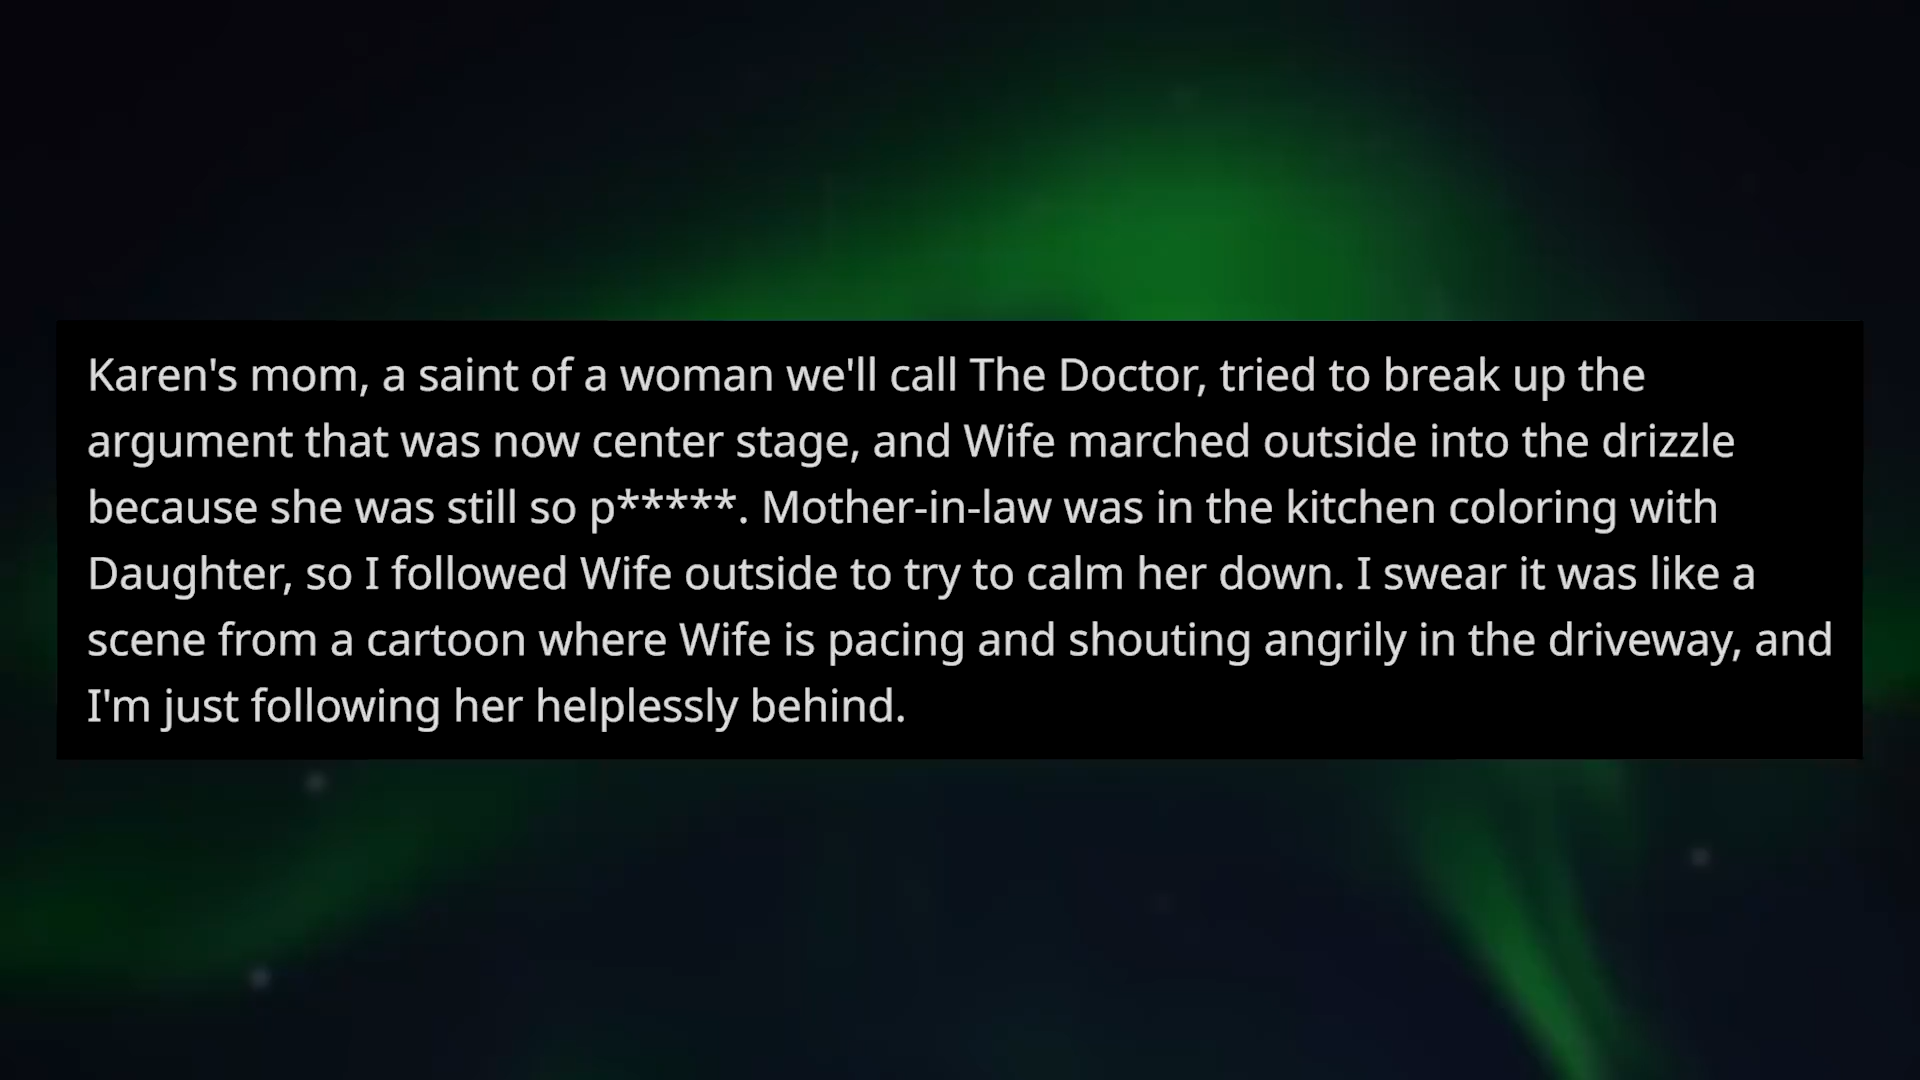 Karen's mom, a saint of a woman we'll call The Doctor, tried to break up the
argument that was now center stage, and Wife marched outside into the drizzle
because she was still so p*****. Mother-in-law was in the kitchen coloring with
Daughter, so I followed Wife outside to try to calm her down. I swear it was like a
scene from a cartoon where Wife is pacing and shouting angrily in the driveway, and
I'm just following her helplessly behind.